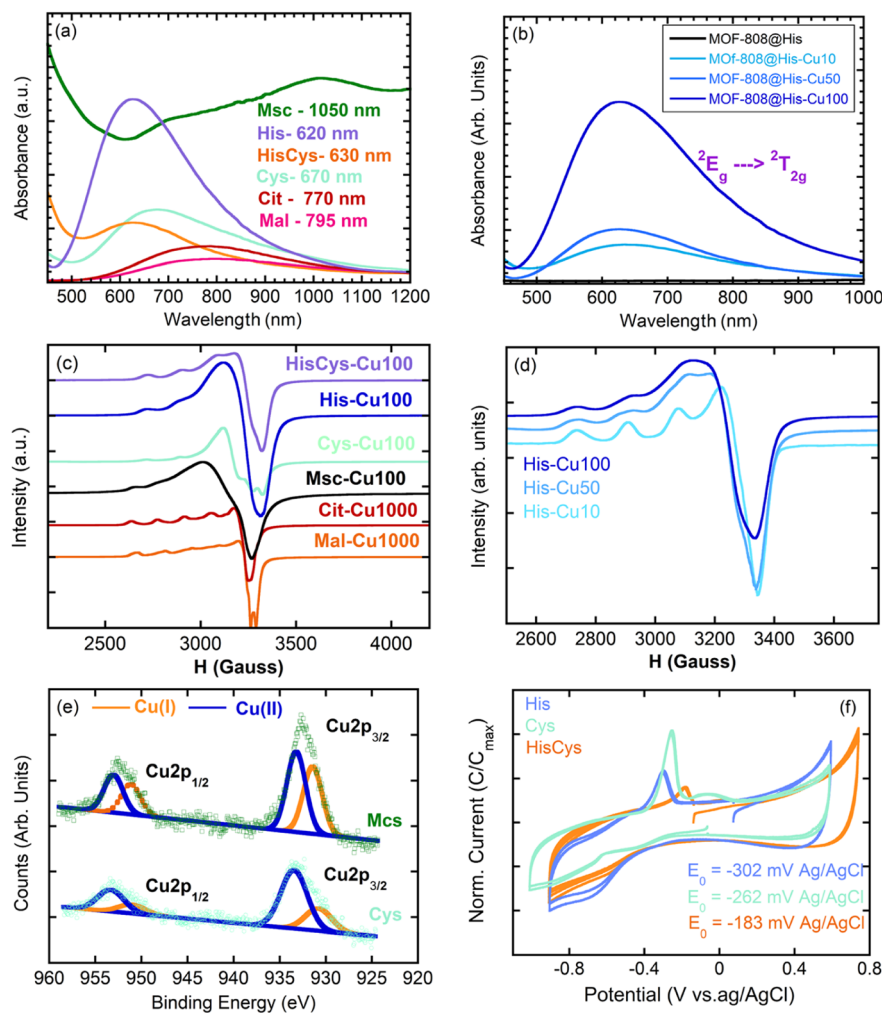 (a)
Absorbance (a.u.)
Msc - 1050 nm
His- 620 nm
HisCys- 630 nm
Cys- 670 nm
Cit - 770 nm
Mal - 795 nm
500 600 700 800 900 1000 1100 1200
Wavelength (nm)
(b)
Absorbance (Arb. Units)
MOF-808@His
MOf-808@His-Cu10
MOF-808@His-Cu50
MOF-808@His-Cu100
²Eg ---> ²T2g
500 600 700 800 900 1000
Wavelength (nm)
(c)
Intensity (a.u.)
HisCys-Cu100
His-Cu100
Cys-Cu100
Msc-Cu100
Cit-Cu1000
Mal-Cu1000
2500 3000 3500 4000
H (Gauss)
(d)
Intensity (arb. units)
His-Cu100
His-Cu50
His-Cu10
2600 2800 3000 3200 3400 3600
H (Gauss)
(e)
Counts (Arb. Units)
Cu(I) Cu(II)
Cu2p3/2
Cu2p1/2
Mcs
Cu2p1/2
Cu2p3/2
Cys
960 955 950 945 940 935 930 925 920
Binding Energy (eV)
(f)
Norm. Current (C/Cmax)
His
Cys
HisCys
E0 = -302 mV Ag/AgCl
E0 = -262 mV Ag/AgCl
E0 = -183 mV Ag/AgCl
-0.8 -0.4 0 0.4 0.8
Potential (V vs.ag/AgCl)